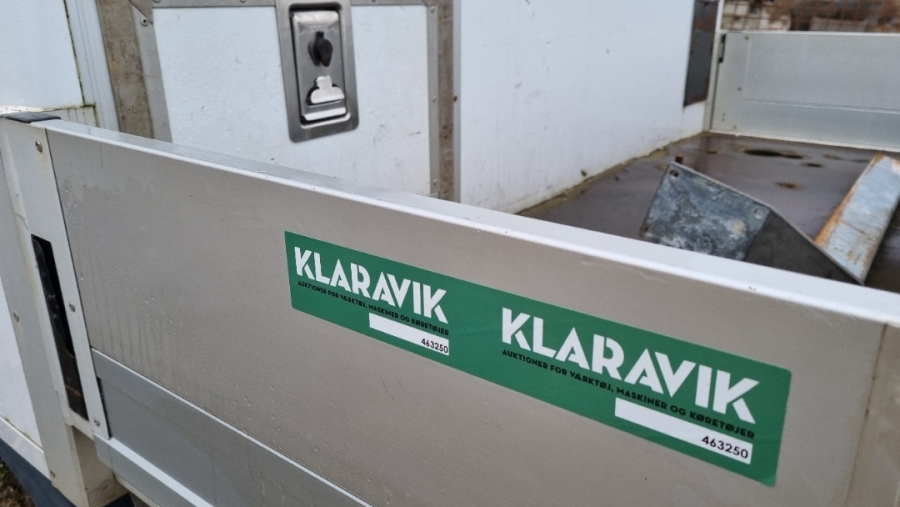 KLARAVIK
AUKTIONER FOR VÆRKTØJ, MASKINER OG KØRETØJER
463250
KLARAVIK
AUKTIONER FOR VÆRKTØJ, MASKINER OG KØRETØJER
463250